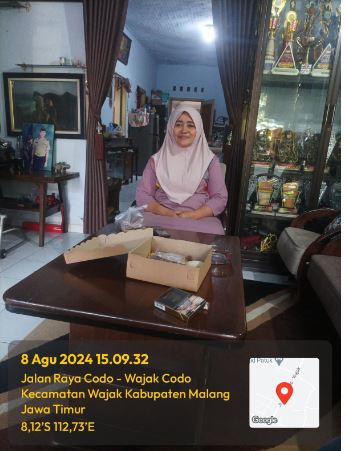 8 Agu 2024 15.09.32
Jalan Raya Codo - Wajak Codo
Kecamatan Wajak Kabupaten Malang
Jawa Timur
8,12'S 112,73'E
Google